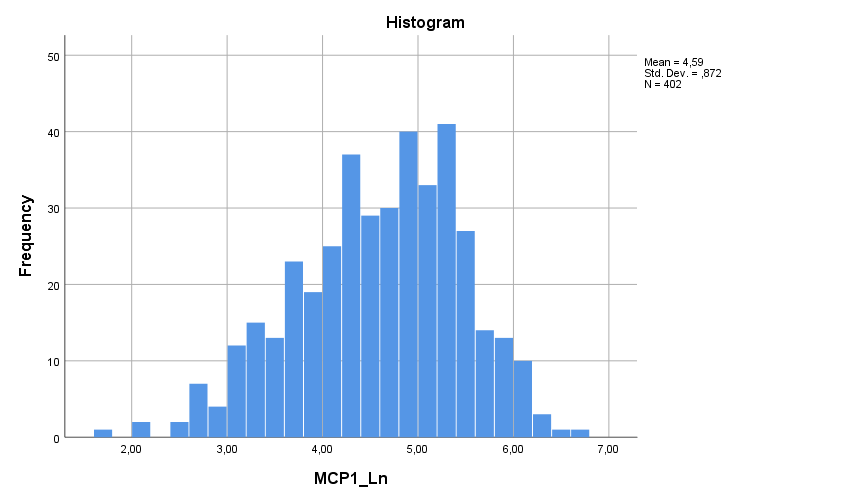 Histogram
50
40
30
20
10
0
Frequency
2,00 3,00 4,00 5,00 6,00 7,00
MCP1_Ln
Mean = 4,59
Std. Dev. = ,872
N = 402